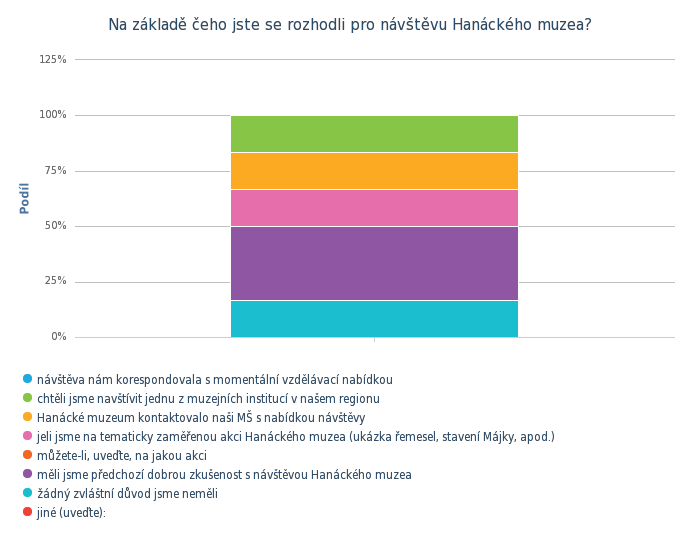 Na základě čeho jste se rozhodli pro návštěvu Hanáckého muzea?
125%
100%
75%
50%
25%
0%
Podíl
návštěva nám korespondovala s momentální vzdělávací nabídkou
chtěli jsme navštívit jednu z muzejních institucí v našem regionu
Hanácké muzeum kontaktovalo naši MŠ s nabídkou návštěvy
jeli jsme na tematicky zaměřenou akci Hanáckého muzea (ukázka řemesel, stavení Májky, apod.)
můžete-li, uveďte, na jakou akci
měli jsme předchozí dobrou zkušenost s návštěvou Hanáckého muzea
žádný zvláštní důvod jsme neměli
jiné (uveďte):